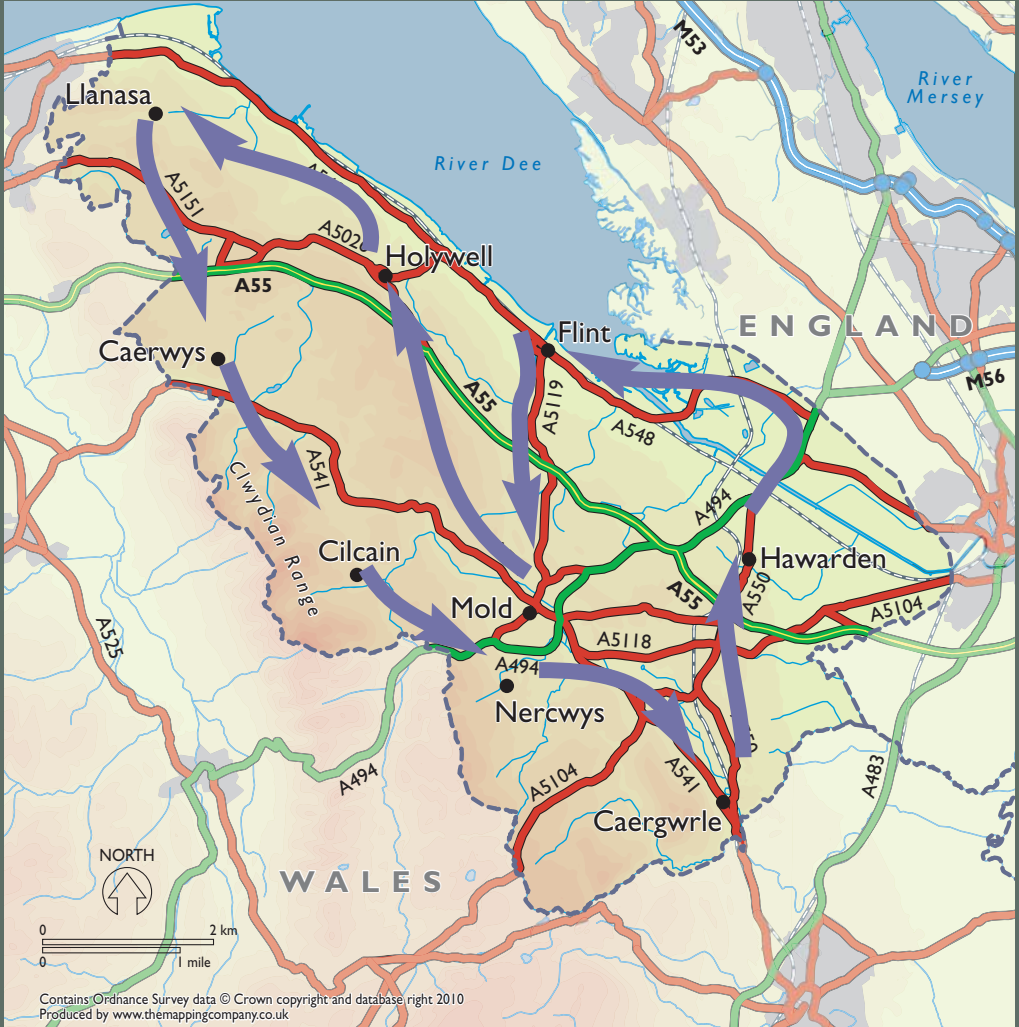 M53
River
Mersey
Llanasa
River Dee
A5151
A502
Holywell
A55
ENGLAND
Flint
Caerwys
M56
A55
A5119
A548
A541
Clwydian Range
A494
Cilcain
Hawarden
A55
A550
Mold
A5104
A5118
A525
A494
Nercwys
A541
A483
A494
A5104
Caergwrle
NORTH
WALES
0 2 km
0 1 mile
Contains Ordnance Survey data © Crown copyright and database right 2010
Produced by www.themappingcompany.co.uk